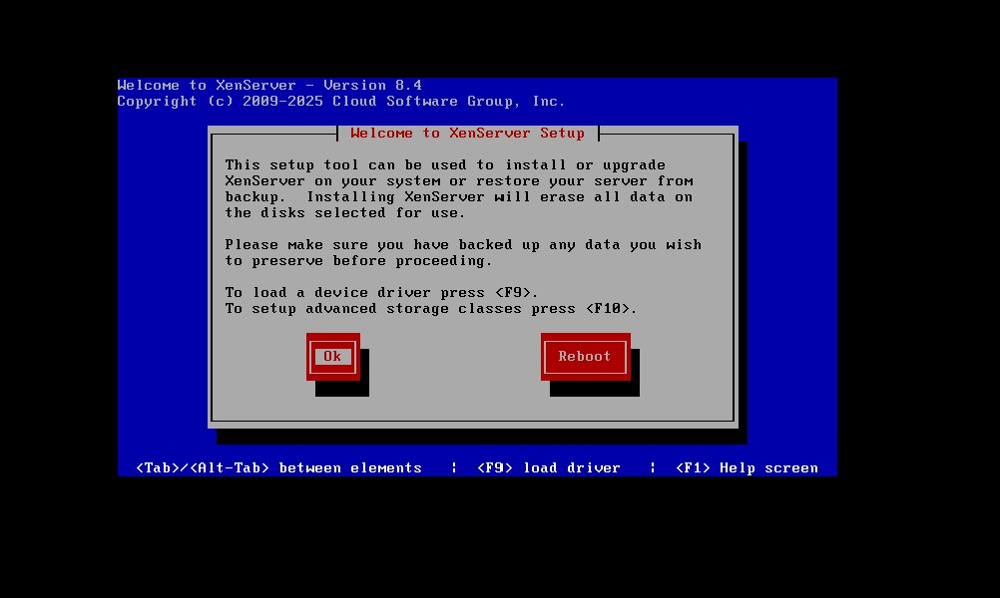 Welcome to XenServer - Version 8.4
Copyright (c) 2009-2025 Cloud Software Group, Inc.
Welcome to XenServer Setup
This setup tool can be used to install or upgrade
XenServer on your system or restore your server from
backup.  Installing XenServer will erase all data on
the disks selected for use.
Please make sure you have backed up any data you wish
to preserve before proceeding.
To load a device driver press <F9>.
To setup advanced storage classes press <F10>.
Ok Reboot
<Tab>/<Alt-Tab> between elements   ¦  <F9> load driver   ¦  <F1> Help screen